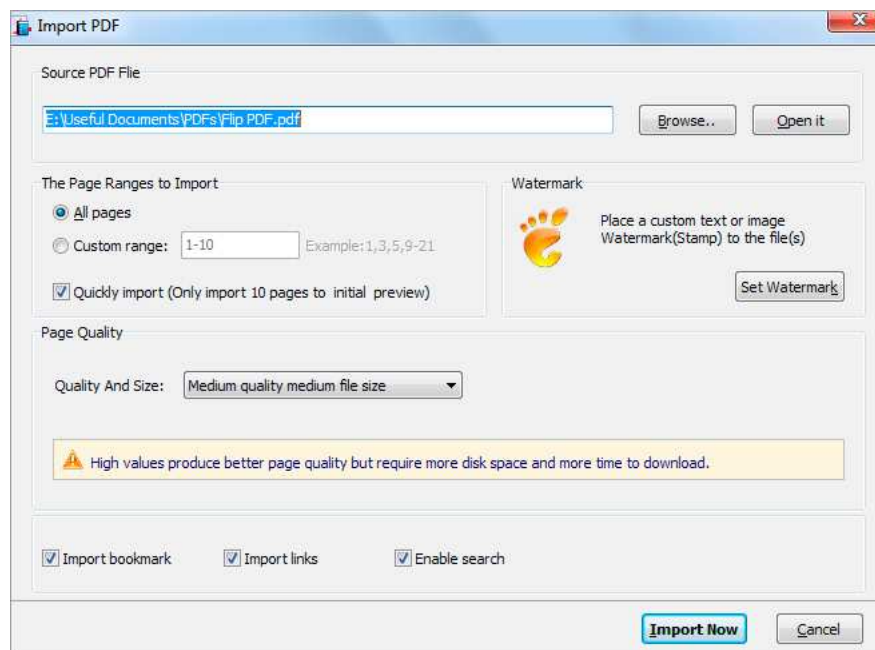 Import PDF
Source PDF Flie
E:\Useful Documents\PDFs\Flip PDF.pdf
Browse..
Open it
The Page Ranges to Import
All pages
Custom range:
1-10
Example:1,3,5,9-21
Quickly import (Only import 10 pages to initial preview)
Watermark
Place a custom text or image
Watermark(Stamp) to the file(s)
Set Watermark
Page Quality
Quality And Size:
Medium quality medium file size
High values produce better page quality but require more disk space and more time to download.
Import bookmark
Import links
Enable search
Import Now
Cancel